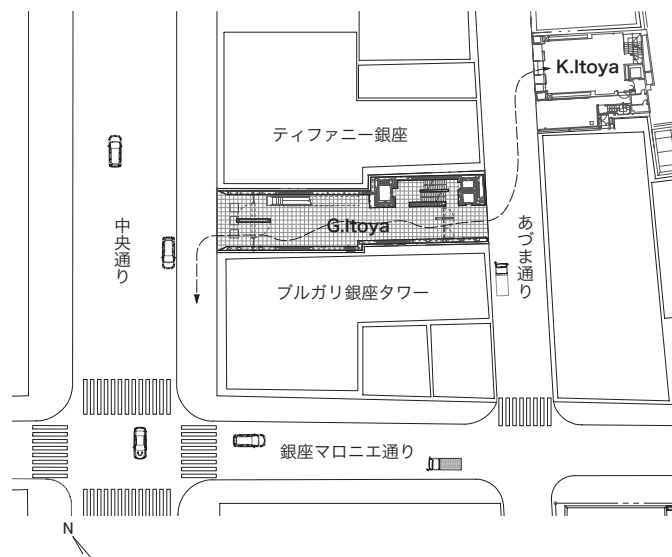 K.Itoya
ティファニー銀座
G.Itoya
中央通り
あづま通り
ブルガリ銀座タワー
銀座マロニエ通り
N